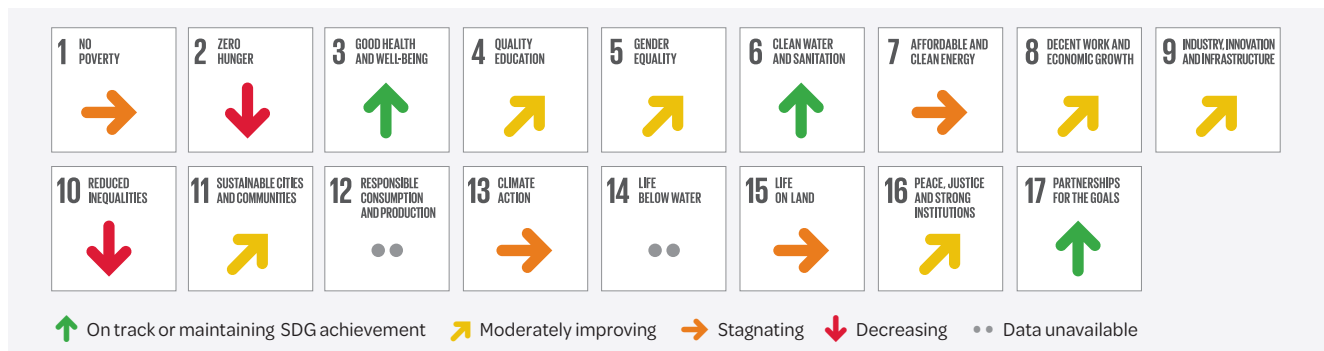 1 NO
POVERTY
2 ZERO
HUNGER
3 GOOD HEALTH
AND WELL-BEING
4 QUALITY
EDUCATION
5 GENDER
EQUALITY
6 CLEAN WATER
AND SANITATION
7 AFFORDABLE AND
CLEAN ENERGY
8 DECENT WORK AND
ECONOMIC GROWTH
9 INDUSTRY, INNOVATION
AND INFRASTRUCTURE
10 REDUCED
INEQUALITIES
11 SUSTAINABLE CITIES
AND COMMUNITIES
12 RESPONSIBLE
CONSUMPTION
AND PRODUCTION
13 CLIMATE
ACTION
14 LIFE
BELOW WATER
15 LIFE
ON LAND
16 PEACE, JUSTICE
AND STRONG
INSTITUTIONS
17 PARTNERSHIPS
FOR THE GOALS
On track or maintaining SDG achievement
Moderately improving
Stagnating
Decreasing
Data unavailable